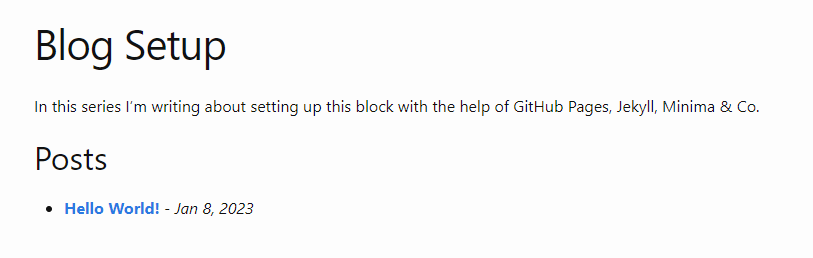 Blog Setup
In this series I’m writing about setting up this block with the help of GitHub Pages, Jekyll, Minima & Co.
Posts
• Hello World! - Jan 8, 2023